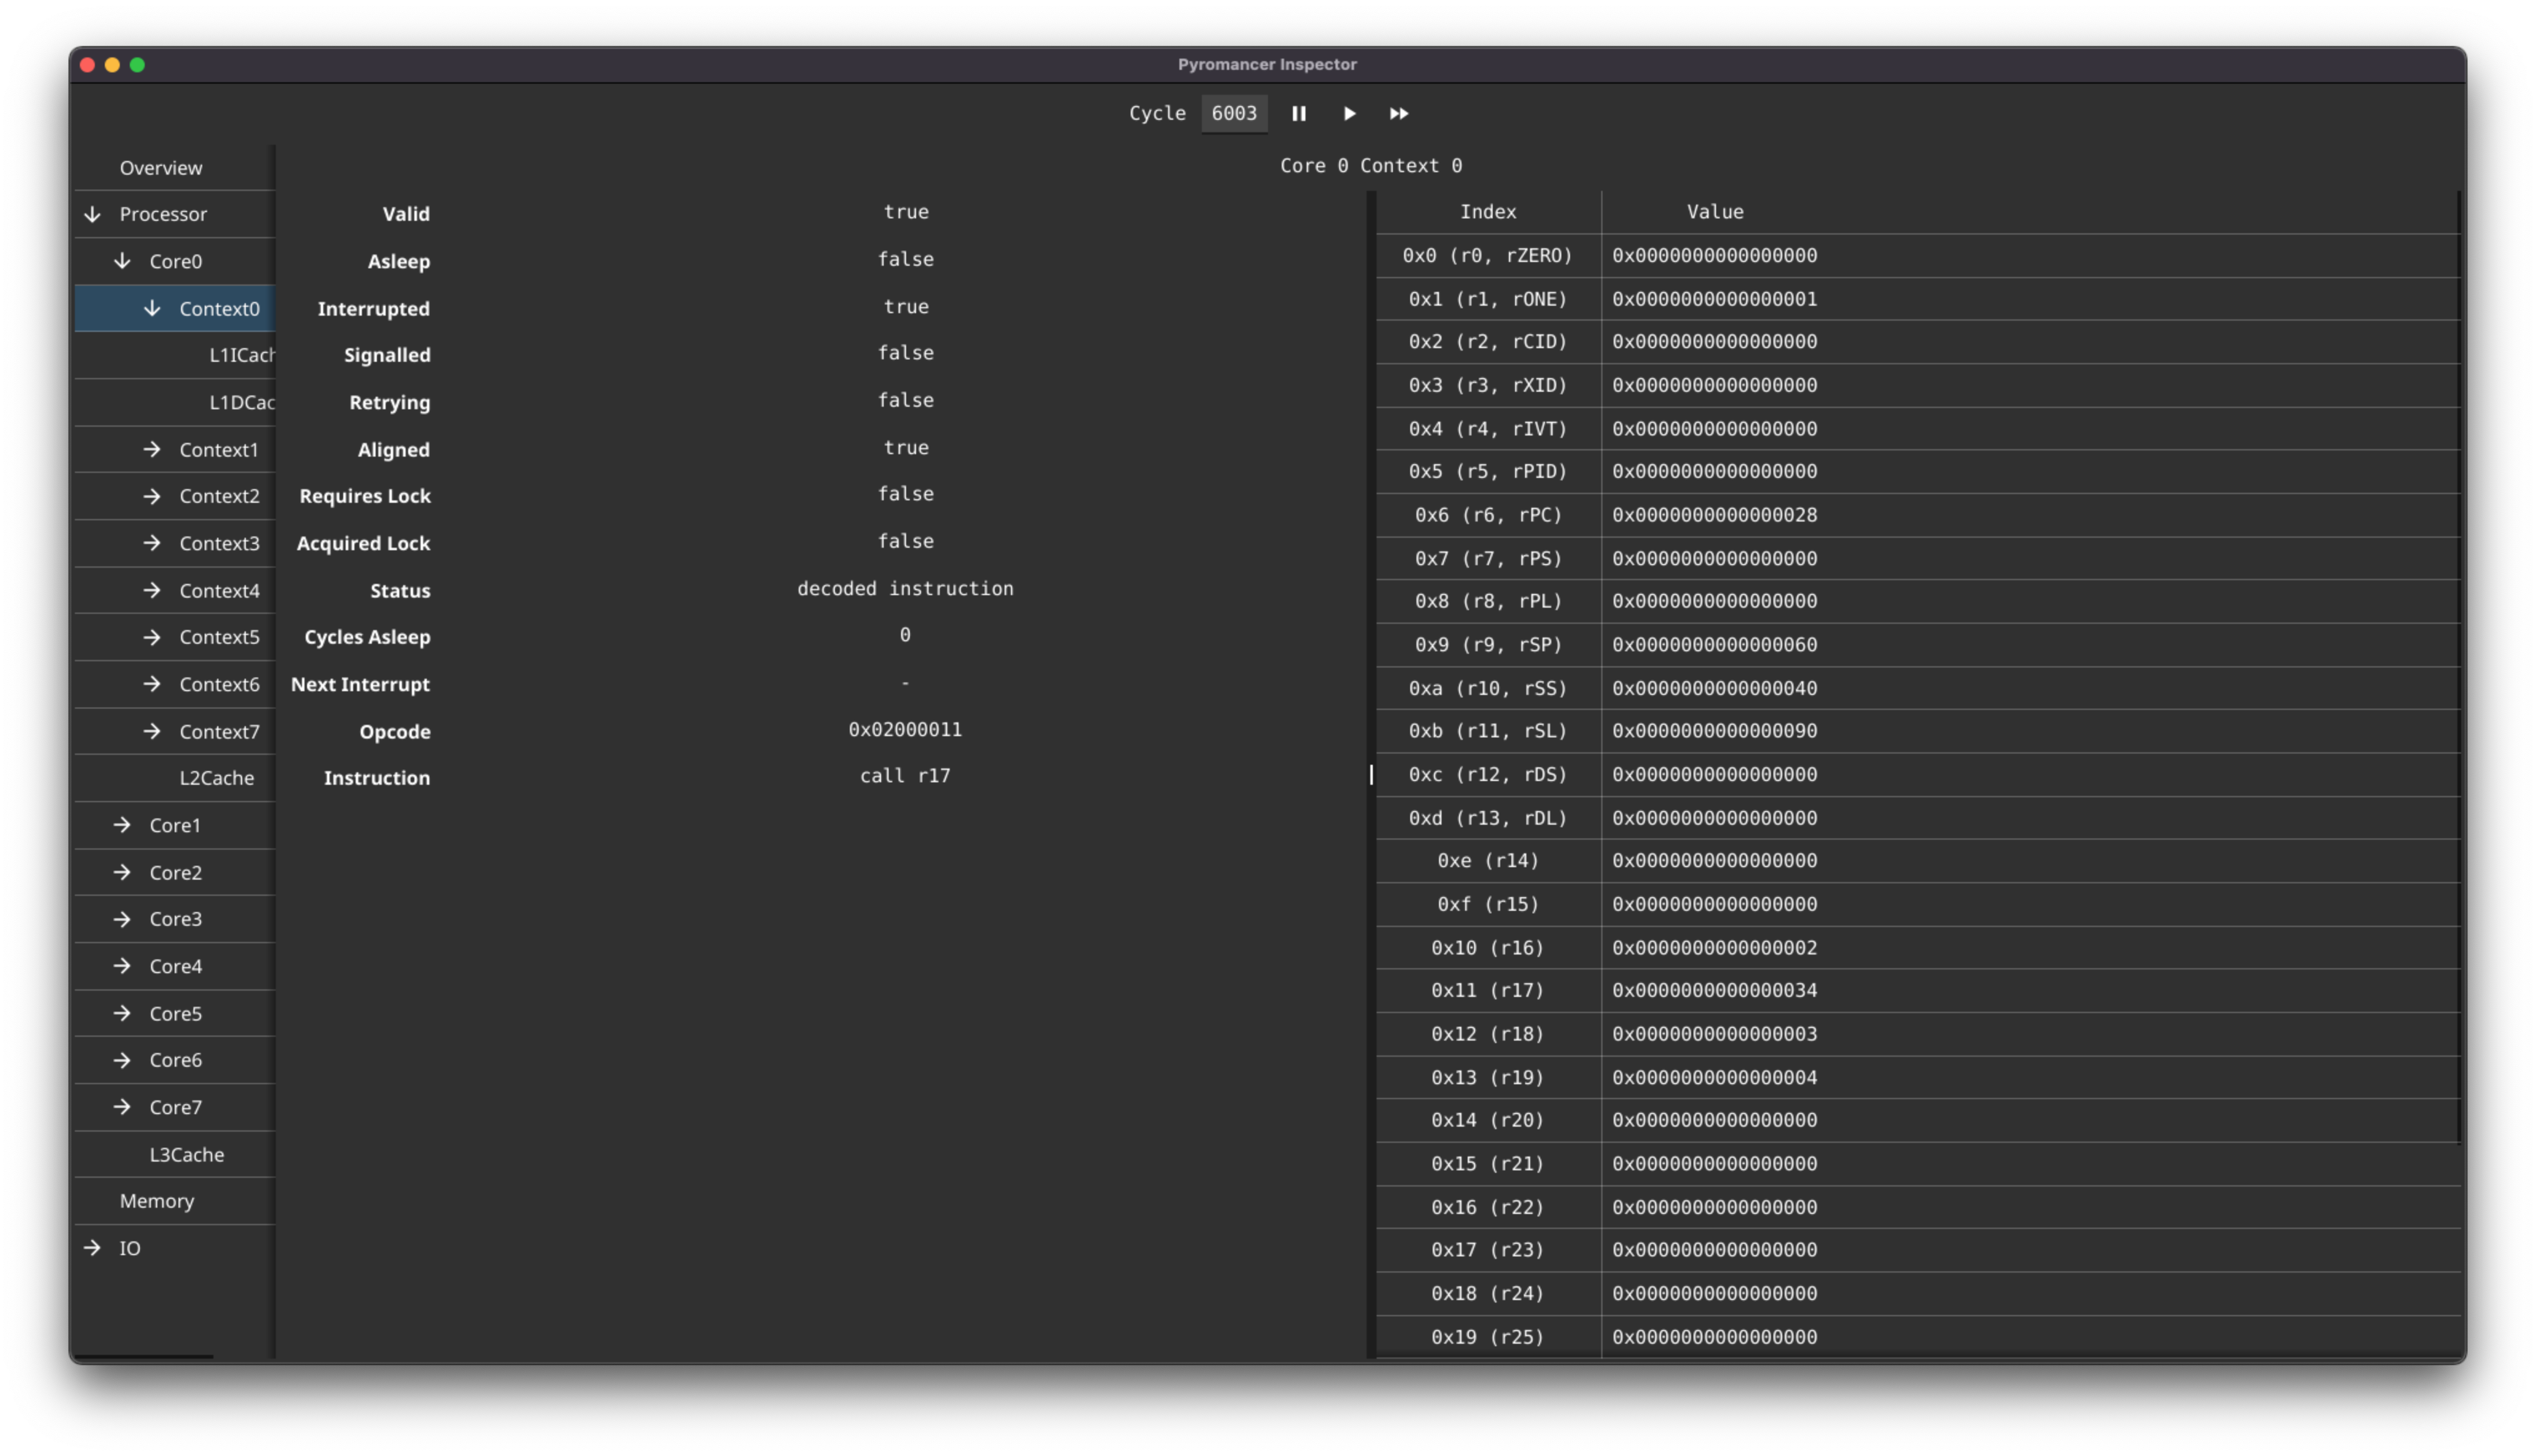 Pyromancer Inspector
Cycle 6003
Core 0 Context 0
Overview
Processor
Core0
Context0
L1ICach
L1DCac
Context1
Context2
Context3
Context4
Context5
Context6
Context7
L2Cache
Core1
Core2
Core3
Core4
Core5
Core6
Core7
L3Cache
Memory
IO
Valid true
Asleep false
Interrupted true
Signalled false
Retrying false
Aligned true
Requires Lock false
Acquired Lock false
Status decoded instruction
Cycles Asleep 0
Next Interrupt -
Opcode 0x02000011
Instruction call r17
Index Value
0x0 (r0, rZERO) 0x0000000000000000
0x1 (r1, rONE) 0x0000000000000001
0x2 (r2, rCID) 0x0000000000000000
0x3 (r3, rXID) 0x0000000000000000
0x4 (r4, rIVT) 0x0000000000000000
0x5 (r5, rPID) 0x0000000000000000
0x6 (r6, rPC) 0x0000000000000028
0x7 (r7, rPS) 0x0000000000000000
0x8 (r8, rPL) 0x0000000000000000
0x9 (r9, rSP) 0x0000000000000060
0xa (r10, rSS) 0x0000000000000040
0xb (r11, rSL) 0x0000000000000090
0xc (r12, rDS) 0x0000000000000000
0xd (r13, rDL) 0x0000000000000000
0xe (r14) 0x0000000000000000
0xf (r15) 0x0000000000000000
0x10 (r16) 0x0000000000000002
0x11 (r17) 0x0000000000000034
0x12 (r18) 0x0000000000000003
0x13 (r19) 0x0000000000000004
0x14 (r20) 0x0000000000000000
0x15 (r21) 0x0000000000000000
0x16 (r22) 0x0000000000000000
0x17 (r23) 0x0000000000000000
0x18 (r24) 0x0000000000000000
0x19 (r25) 0x0000000000000000